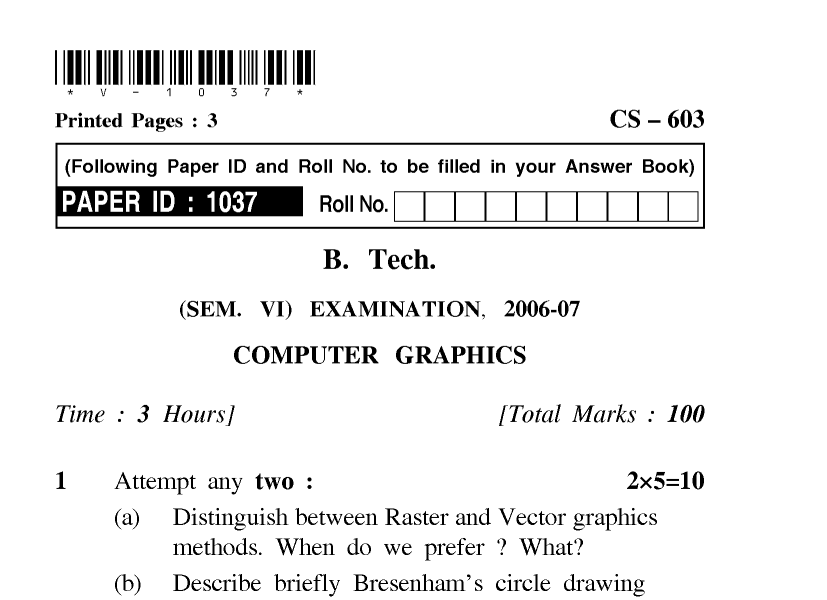 * V - 1 0 3 7 *
Printed Pages : 3 CS – 603
(Following Paper ID and Roll No. to be filled in your Answer Book)
PAPER ID : 1037 Roll No.
B. Tech.
(SEM. VI) EXAMINATION, 2006-07
COMPUTER GRAPHICS
Time : 3 Hours] [Total Marks : 100
1 Attempt any two : 2×5=10
(a) Distinguish between Raster and Vector graphics
methods. When do we prefer ? What?
(b) Describe briefly Bresenham's circle drawing